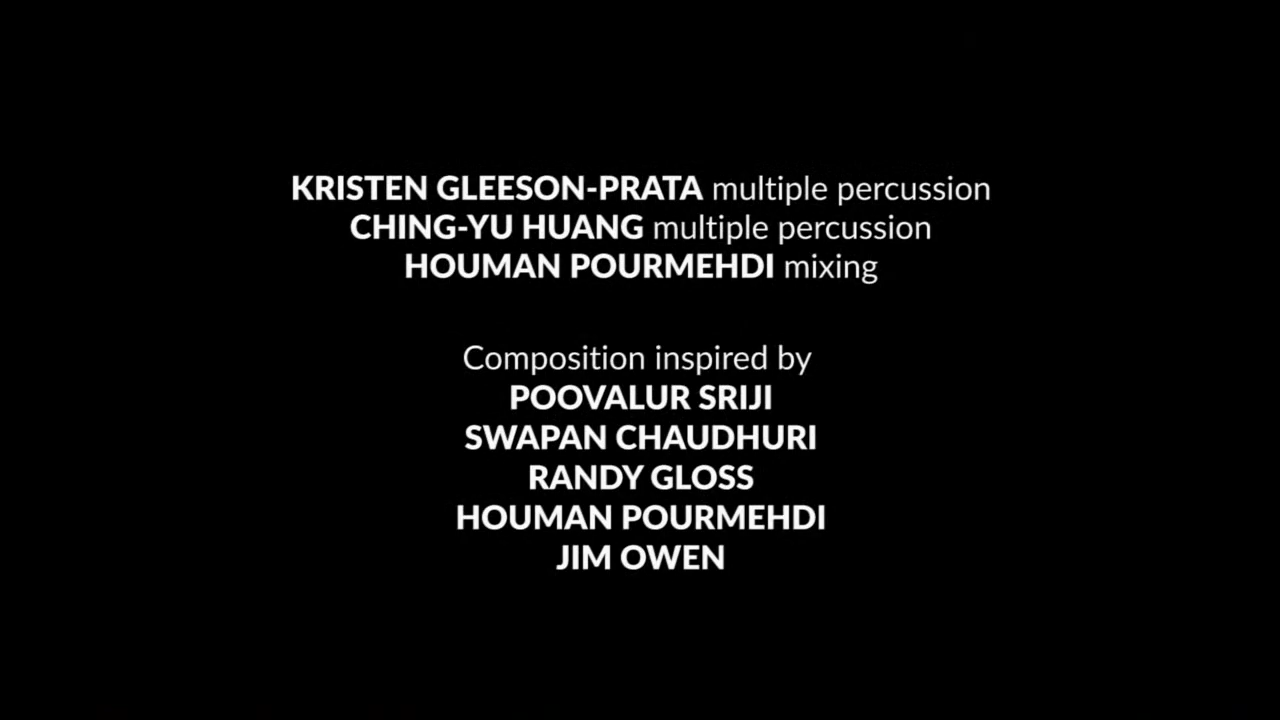 KRISTEN GLEESON-PRATA multiple percussion
CHING-YU HUANG multiple percussion
HOUMAN POURMEHDI mixing
Composition inspired by
POOVALUR SRIJI
SWAPAN CHAUDHURI
RANDY GLOSS
HOUMAN POURMEHDI
JIM OWEN